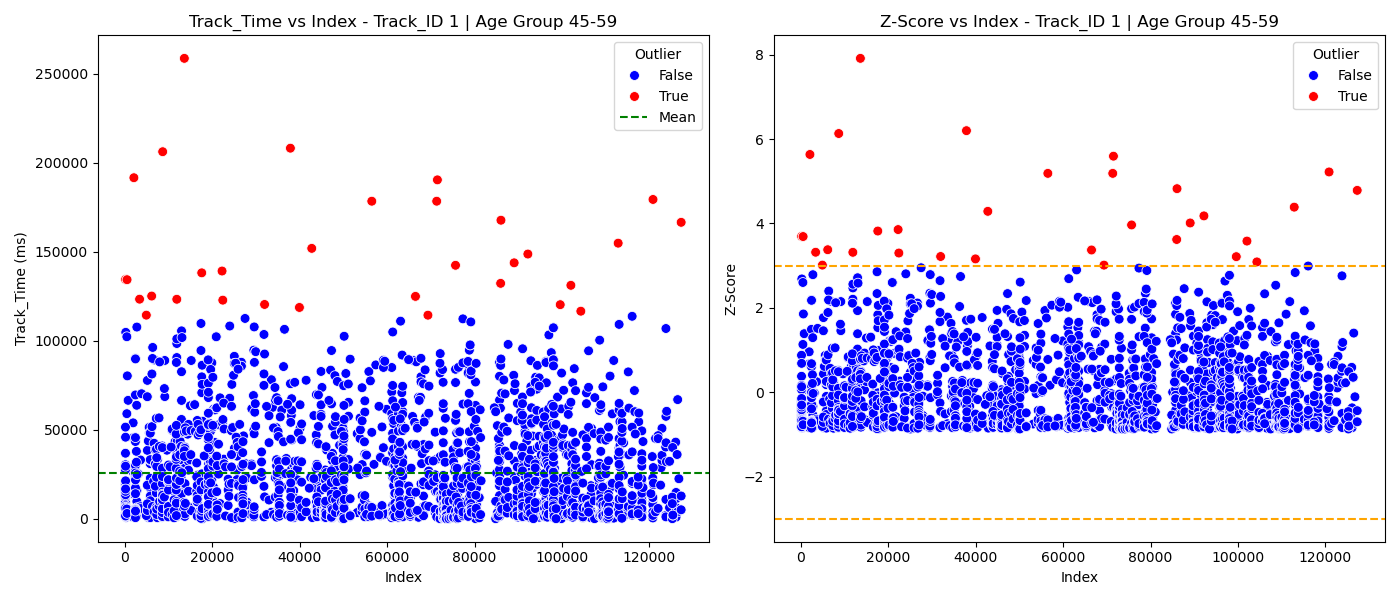 Track_Time vs Index - Track_ID 1 | Age Group 45-59
Outlier
False
True
Mean
250000
200000
150000
100000
50000
0
Track_Time (ms)
0
20000
40000
60000
80000
100000
120000
Index
Z-Score vs Index - Track_ID 1 | Age Group 45-59
Outlier
False
True
8
6
4
2
0
−2
Z-Score
0
20000
40000
60000
80000
100000
120000
Index